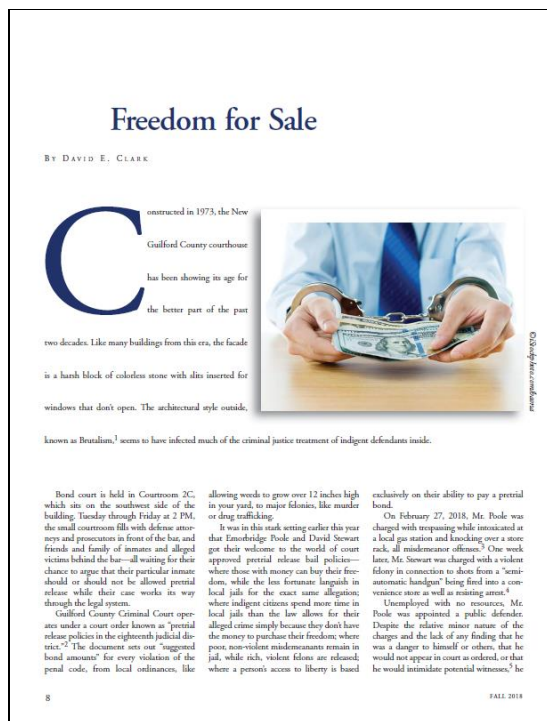 Freedom for Sale
BY DAVID E. CLARK
Constructed in 1973, the New
Guilford County courthouse
has been showing its age for
the better part of the past
two decades. Like many buildings from this era, the facade
is a harsh block of colorless stone with slits inserted for
windows that don't open. The architectural style outside,
known as Brutalism,1 seems to have infected much of the criminal justice treatment of indigent defendants inside.
©iStockphoto.com/baona
Bond court is held in Courtroom 2C,
which sits on the southwest side of the
building. Tuesday through Friday at 2 PM,
the small courtroom fills with defense attor-
neys and prosecutors in front of the bar, and
friends and family of inmates and alleged
victims behind the bar—all waiting for their
chance to argue that their particular inmate
should or should not be allowed pretrial
release while their case works its way
through the legal system.
Guilford County Criminal Court oper-
ates under a court order known as "pretrial
release policies in the eighteenth judicial dis-
trict."2 The document sets out "suggested
bond amounts" for every violation of the
penal code, from local ordinances, like
allowing weeds to grow over 12 inches high
in your yard, to major felonies, like murder
or drug trafficking.
It was in this stark setting earlier this year
that Emorbridge Poole and David Stewart
got their welcome to the world of court
approved pretrial release bail policies—
where those with money can buy their free-
dom, while the less fortunate languish in
local jails for the exact same allegation;
where indigent citizens spend more time in
local jails than the law allows for their
alleged crime simply because they don't have
the money to purchase their freedom; where
poor, non-violent misdemeanants remain in
jail, while rich, violent felons are released;
where a person's access to liberty is based
exclusively on their ability to pay a pretrial
bond.
On February 27, 2018, Mr. Poole was
charged with trespassing while intoxicated at
a local gas station and knocking over a store
rack, all misdemeanor offenses.3 One week
later, Mr. Stewart was charged with a violent
felony in connection to shots from a "semi-
automatic handgun" being fired into a con-
venience store as well as resisting arrest.4
Unemployed with no resources, Mr.
Poole was appointed a public defender.
Despite the relative minor nature of the
charges and the lack of any finding that he
was a danger to himself or others, that he
would not appear in court as ordered, or that
he would intimidate potential witnesses,5 he
8
FALL 2018